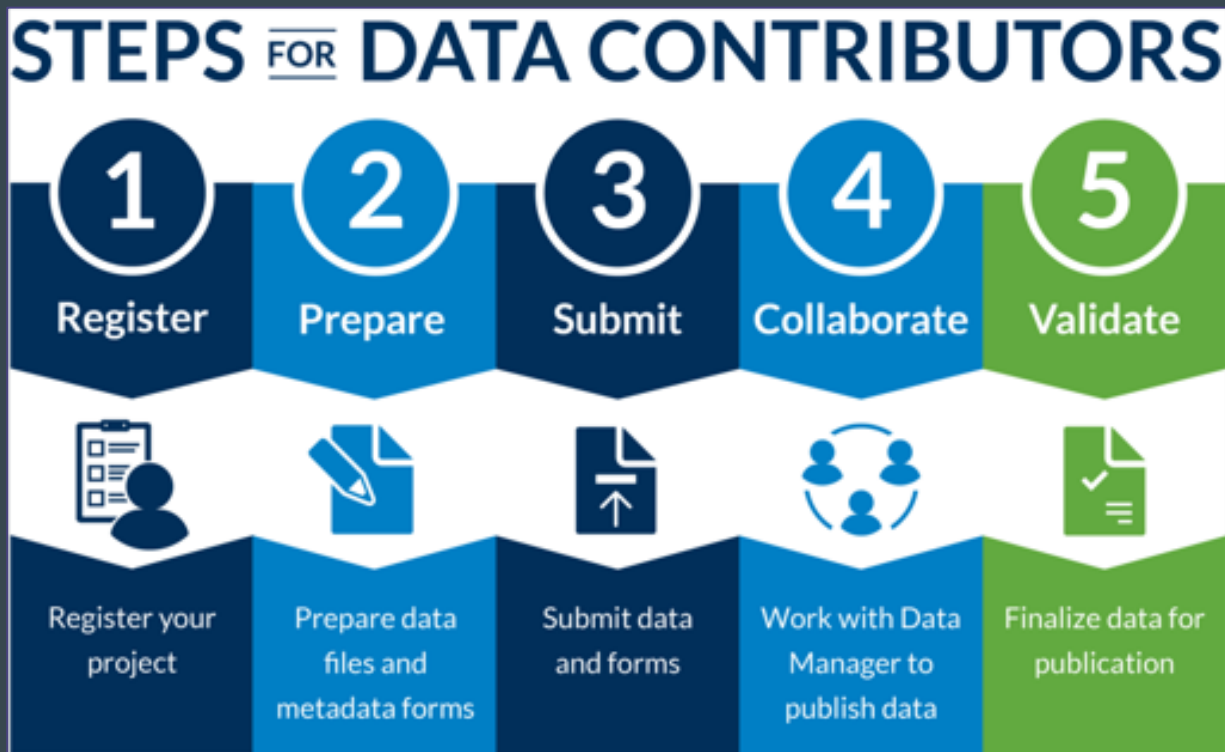 STEPS FOR DATA CONTRIBUTORS
1
Register
Register your
project
2
Prepare
Prepare data
files and
metadata forms
3
Submit
Submit data
and forms
4
Collaborate
Work with Data
Manager to
publish data
5
Validate
Finalize data for
publication